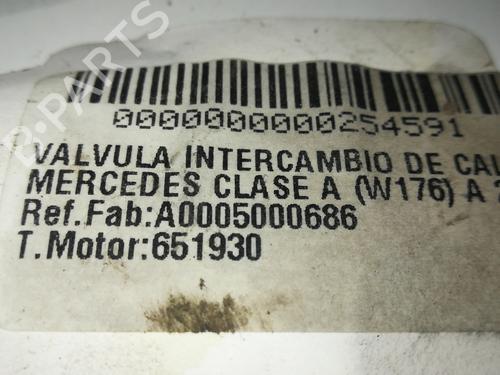 B-PARTS
0000000000254591
VALVULA INTERCAMBIO DE CAL
MERCEDES CLASE A (W176) A
Ref.Fab:A0005000686
T.Motor:651930